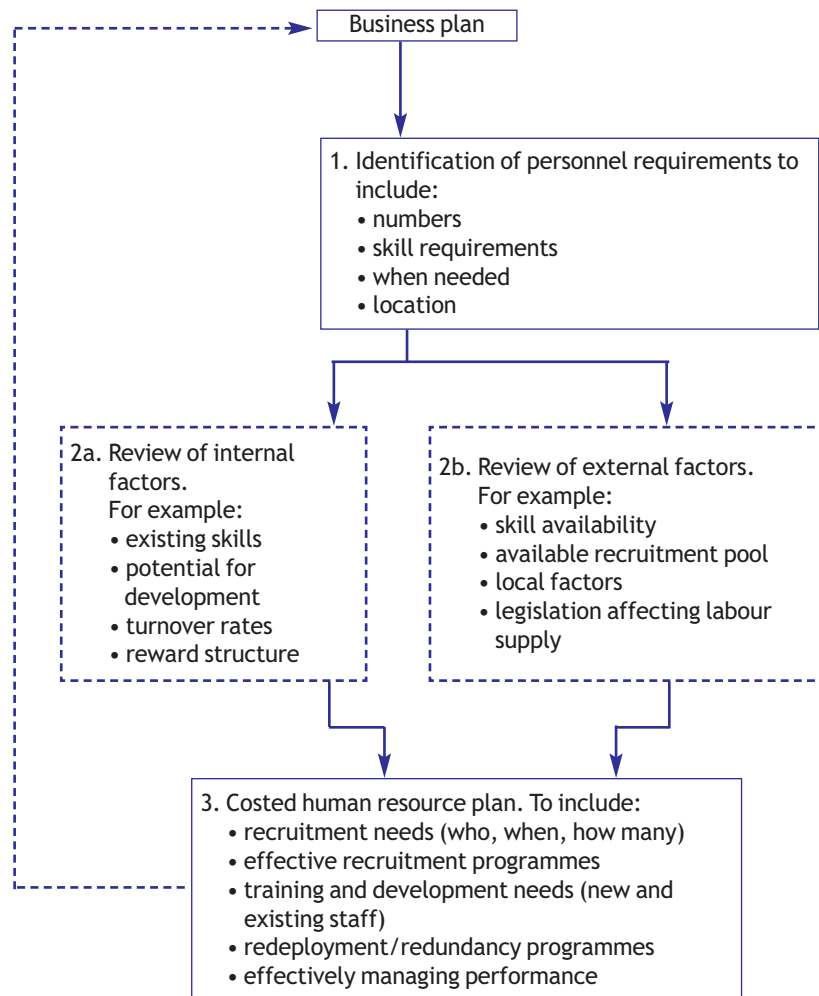 Business plan
1. Identification of personnel requirements to
include:
• numbers
• skill requirements
• when needed
• location
2a. Review of internal
factors.
For example:
• existing skills
• potential for
development
• turnover rates
• reward structure
2b. Review of external factors.
For example:
• skill availability
• available recruitment pool
• local factors
• legislation affecting labour
supply
3. Costed human resource plan. To include:
• recruitment needs (who, when, how many)
• effective recruitment programmes
• training and development needs (new and
existing staff)
• redeployment/redundancy programmes
• effectively managing performance